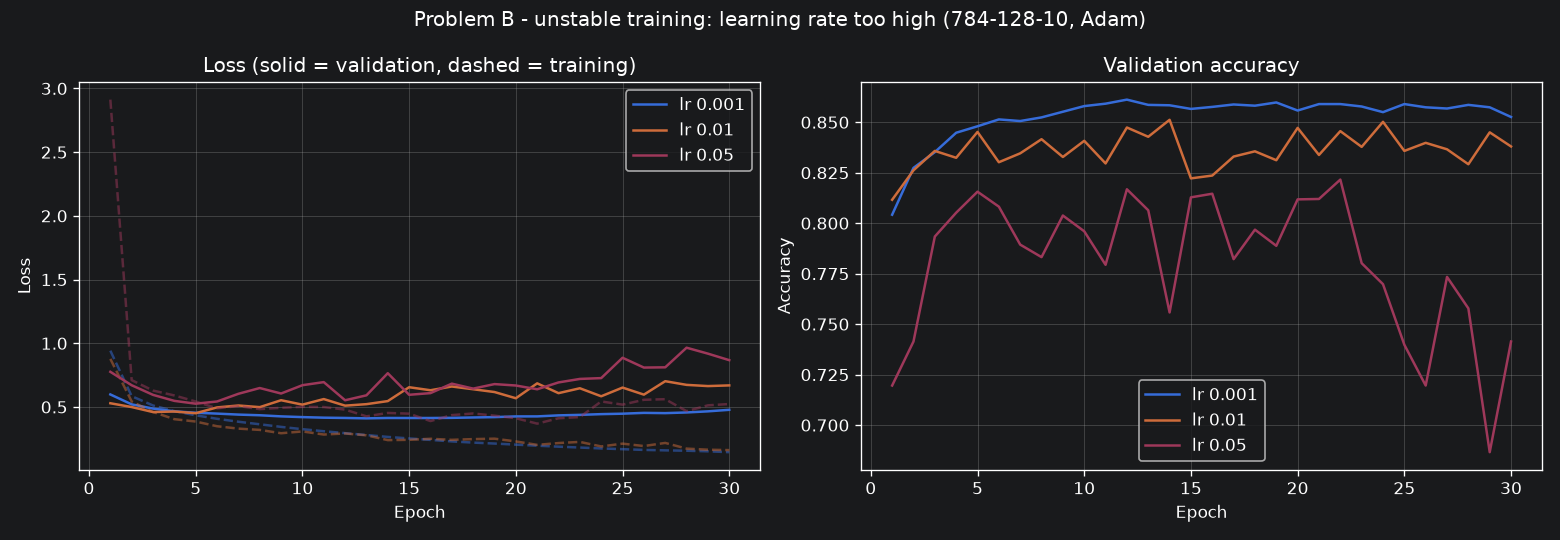 Problem B - unstable training: learning rate too high (784-128-10, Adam)
Loss (solid = validation, dashed = training)
3.0
2.5
2.0
1.5
1.0
0.5
Loss
0 5 10 15 20 25 30
Epoch
lr 0.001
lr 0.01
lr 0.05
Validation accuracy
0.850
0.825
0.800
0.775
0.750
0.725
0.700
Accuracy
0 5 10 15 20 25 30
Epoch
lr 0.001
lr 0.01
lr 0.05